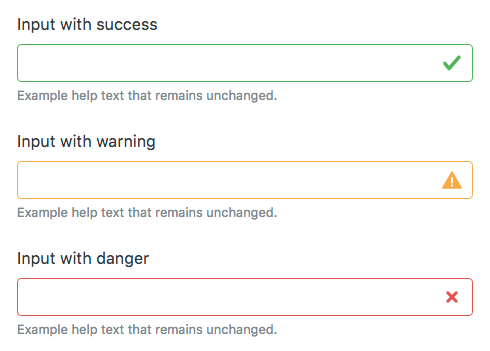 Input with success
Example help text that remains unchanged.
Input with warning
Example help text that remains unchanged.
Input with danger
Example help text that remains unchanged.